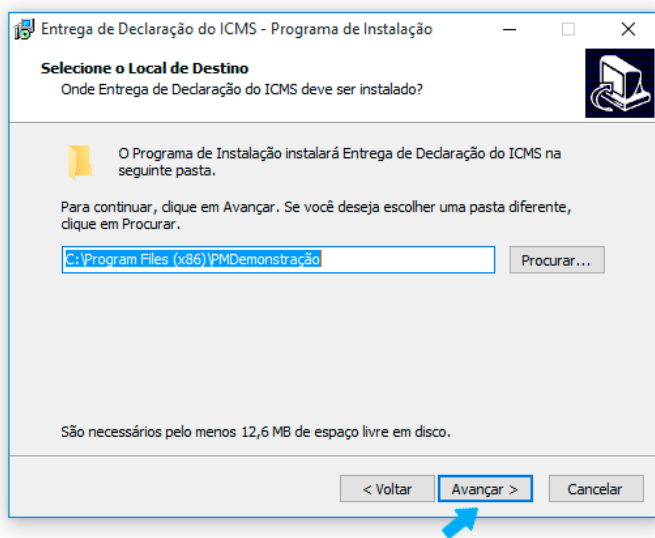 Entrega de Declaração do ICMS - Programa de Instalação
Selecione o Local de Destino
Onde Entrega de Declaração do ICMS deve ser instalado?
O Programa de Instalação instalará Entrega de Declaração do ICMS na
seguinte pasta.
Para continuar, clique em Avançar. Se você deseja escolher uma pasta diferente,
clique em Procurar.
C:\Program Files (x86)\PMDemonstração
Procurar...
São necessários pelo menos 12,6 MB de espaço livre em disco.
< Voltar
Avançar >
Cancelar